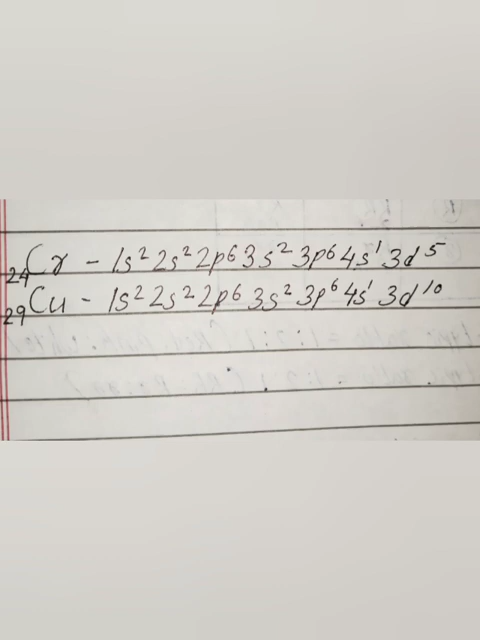 ₂₄Cr - 1s² 2s² 2p⁶ 3s² 3p⁶ 4s¹ 3d⁵
₂₉Cu - 1s² 2s² 2p⁶ 3s² 3p⁶ 4s¹ 3d¹⁰